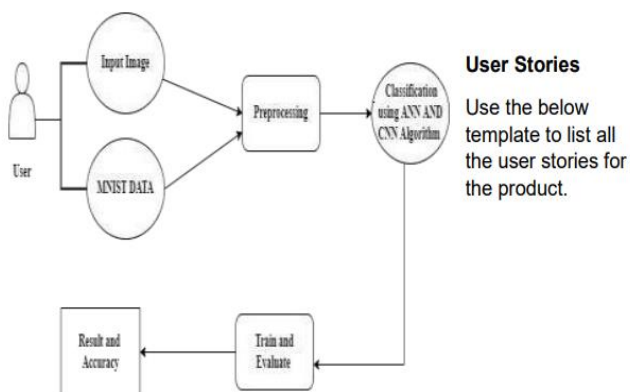 Input Image
User
MNIST DATA
Preprocessing
Classification
using ANN AND
CNN Algorithm
Train and
Evaluate
Result and
Accuracy
User Stories
Use the below
template to list all
the user stories for
the product.